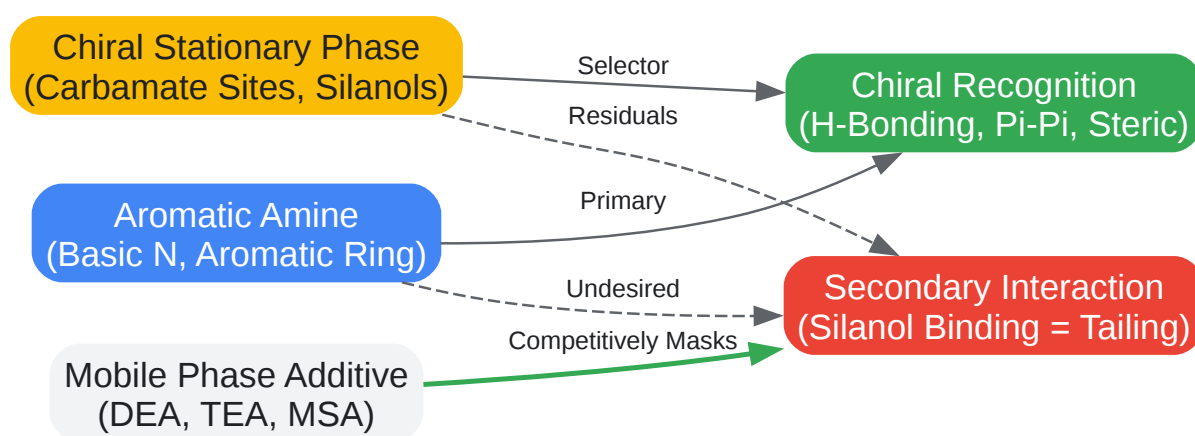 Chiral Stationary Phase
(Carbamate Sites, Silanols)
Selector
Residuals
Chiral Recognition
(H-Bonding, Pi-Pi, Steric)
Aromatic Amine
(Basic N, Aromatic Ring)
Primary
Undesired
Secondary Interaction
(Silanol Binding = Tailing)
Competitively Masks
Mobile Phase Additive
(DEA, TEA, MSA)